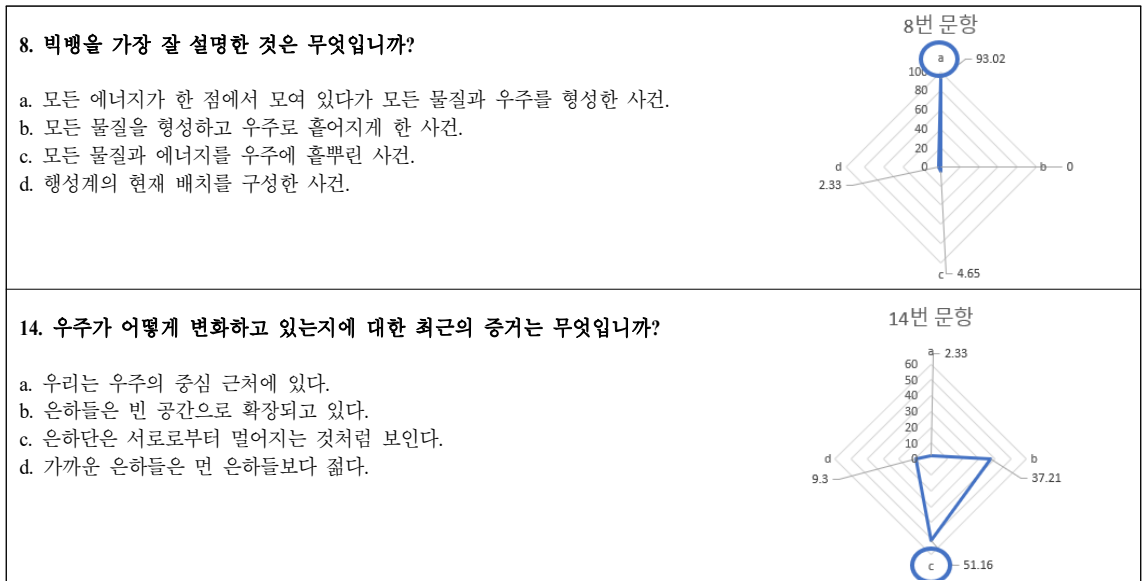 8. 빅뱅을 가장 잘 설명한 것은 무엇입니까?
a. 모든 에너지가 한 점에서 모여 있다가 모든 물질과 우주를 형성한 사건.
b. 모든 물질을 형성하고 우주로 흩어지게 한 사건.
c. 모든 물질과 에너지를 우주에 흩뿌린 사건.
d. 행성계의 현재 배치를 구성한 사건.
8번 문항
a
93.02
100
80
60
40
20
0
d
2.33
b
0
c
4.65
14. 우주가 어떻게 변화하고 있는지에 대한 최근의 증거는 무엇입니까?
a. 우리는 우주의 중심 근처에 있다.
b. 은하들은 빈 공간으로 확장되고 있다.
c. 은하단은 서로로부터 멀어지는 것처럼 보인다.
d. 가까운 은하들은 먼 은하들보다 젊다.
14번 문항
a
2.33
60
50
40
30
20
10
0
d
9.3
b
37.21
c
51.16